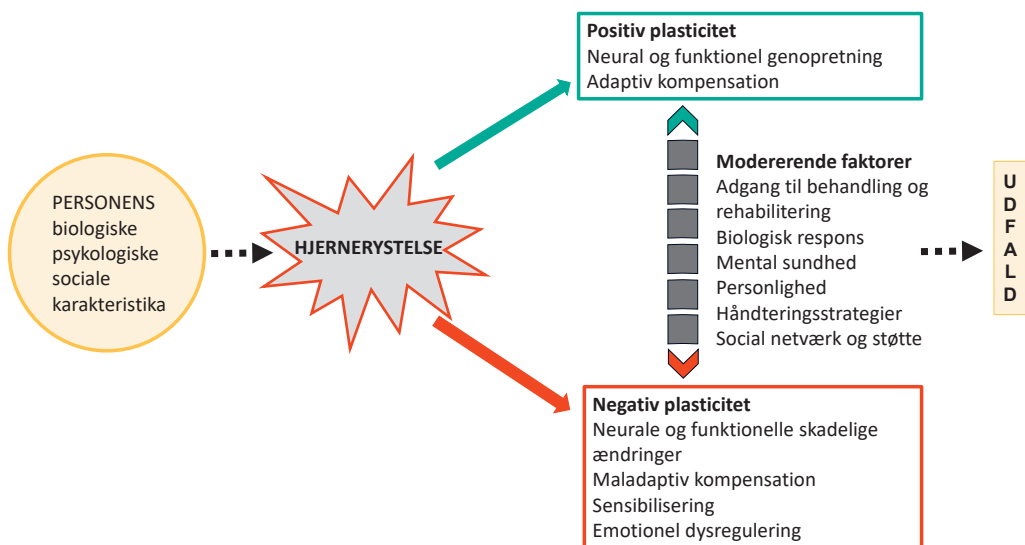 PERSONENS
biologiske
psykologiske
sociale
karakteristika
HJERNERYSTELSE
Positiv plasticitet
Neural og funktionel genopretning
Adaptiv kompensation
Modererende faktorer
Adgang til behandling og
rehabilitering
Biologisk respons
Mental sundhed
Personlighed
Håndteringsstrategier
Social netværk og støtte
Negativ plasticitet
Neurale og funktionelle skadelige
ændringer
Maladaptiv kompensation
Sensibilisering
Emotionel dysregulering
UDFALD